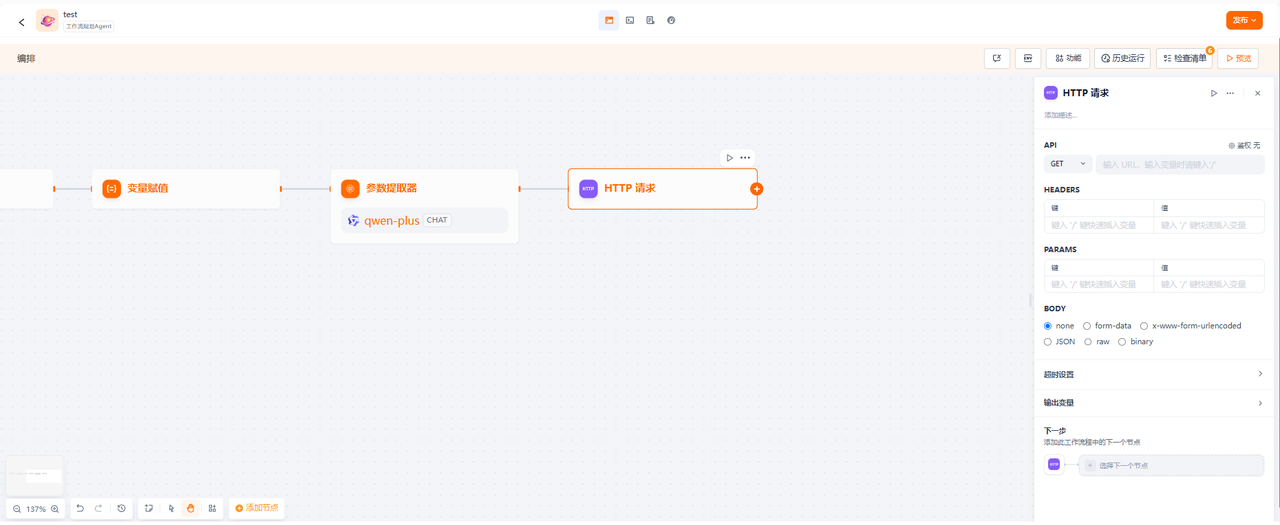 test
工作流规划Agent
发布
编排
功能
历史运行
检查清单
6
预览
变量赋值
参数提取器
qwen-plus
CHAT
HTTP
HTTP 请求
137%
添加节点
HTTP
HTTP 请求
添加描述...
API
鉴权 无
GET
输入 URL，输入变量时请键入‘/’
HEADERS
键
值
键入 '/' 键快速插入变量
键入 '/' 键快速插入变量
PARAMS
键
值
键入 '/' 键快速插入变量
键入 '/' 键快速插入变量
BODY
none
form-data
x-www-form-urlencoded
JSON
raw
binary
超时设置
输出变量
下一步
添加此工作流程中的下一个节点
HTTP
选择下一个节点